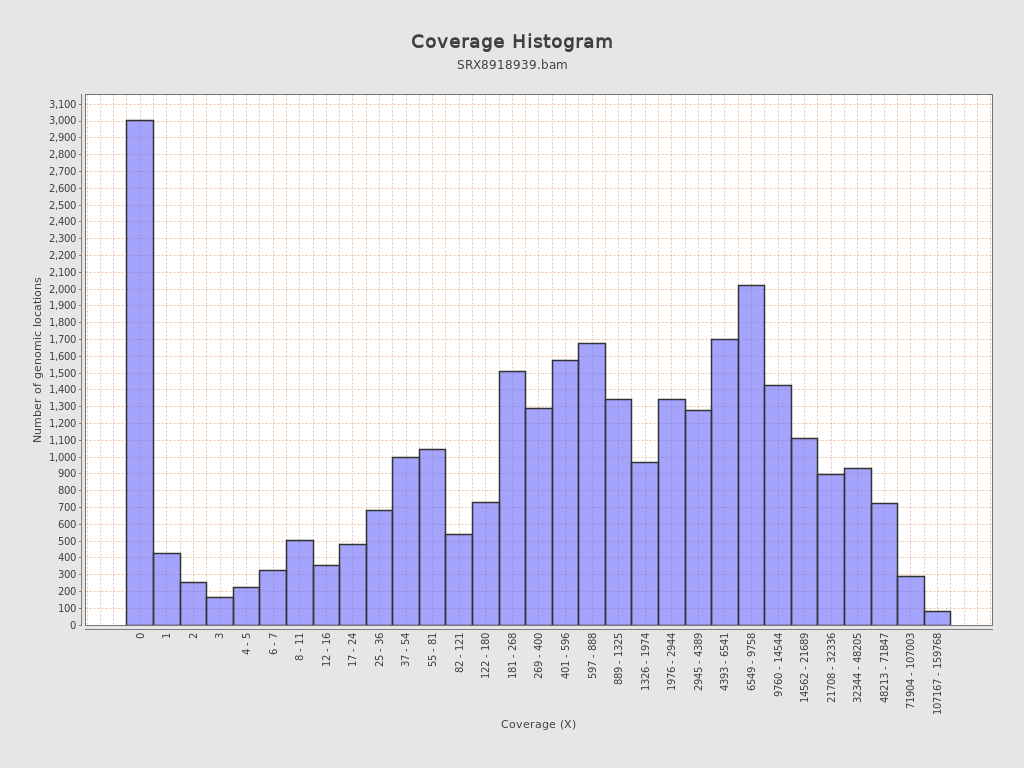 Coverage Histogram
SRX8918939.bam
Number of genomic locations
3,100
3,000
2,900
2,800
2,700
2,600
2,500
2,400
2,300
2,200
2,100
2,000
1,900
1,800
1,700
1,600
1,500
1,400
1,300
1,200
1,100
1,000
900
800
700
600
500
400
300
200
100
0
0
1
2
3
4 - 5
6 - 7
8 - 11
12 - 16
17 - 24
25 - 36
37 - 54
55 - 81
82 - 121
122 - 180
181 - 268
269 - 400
401 - 596
597 - 888
889 - 1325
1326 - 1974
1976 - 2944
2945 - 4389
4393 - 6541
6549 - 9758
9760 - 14544
14562 - 21689
21708 - 32336
32344 - 48205
48213 - 71847
71904 - 107003
107167 - 159768
Coverage (X)